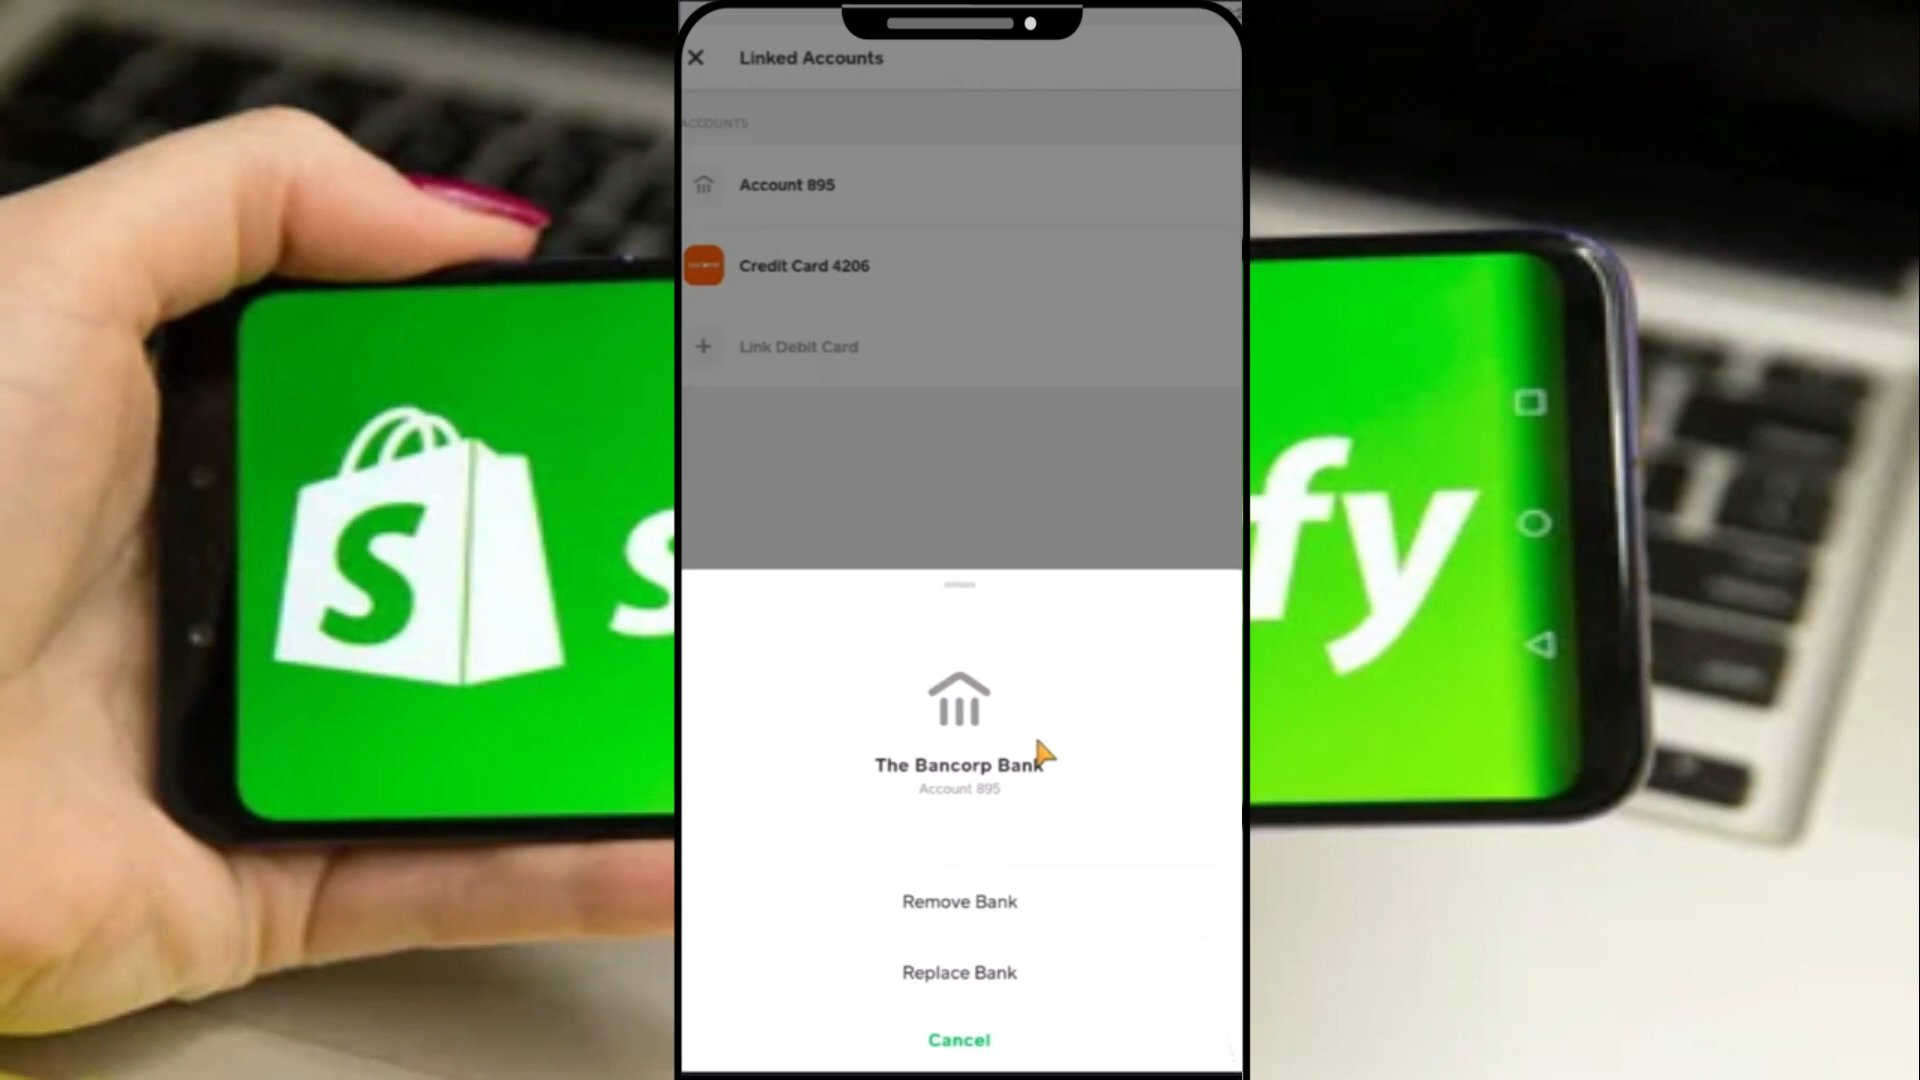 Linked Accounts
ACCOUNTS
Account 895
Credit Card 4206
Link Debit Card
The Bancorp Bank
Account 895
Remove Bank
Replace Bank
Cancel
S
s
fy